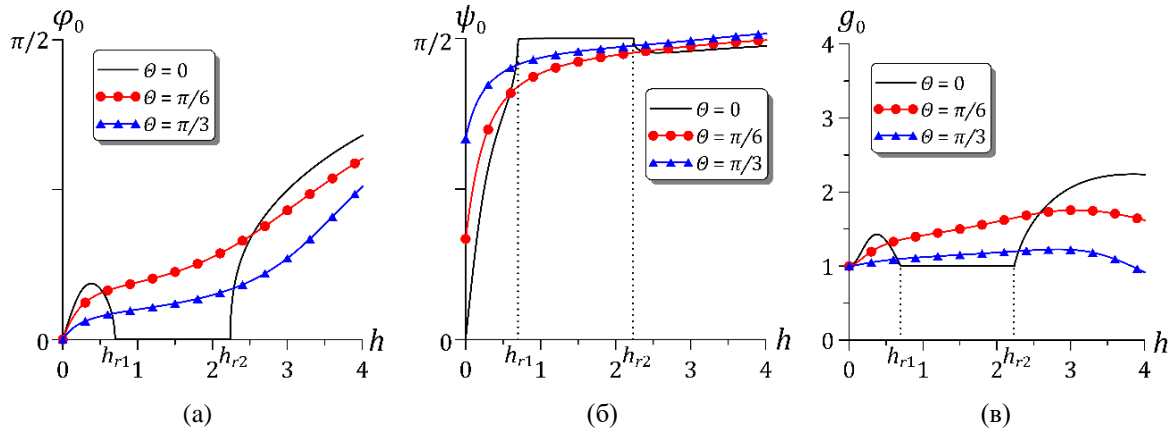 φ₀
π/2
Θ = 0
Θ = π/6
Θ = π/3
0
0 hᵣ₁ 1 2 hᵣ₂ 3 4 h
(а)
ψ₀
π/2
Θ = 0
Θ = π/6
Θ = π/3
0
0 hᵣ₁ 1 2 hᵣ₂ 3 4 h
(б)
g₀
4
3
2
1
0
Θ = 0
Θ = π/6
Θ = π/3
0 hᵣ₁ 1 2 hᵣ₂ 3 4 h
(в)